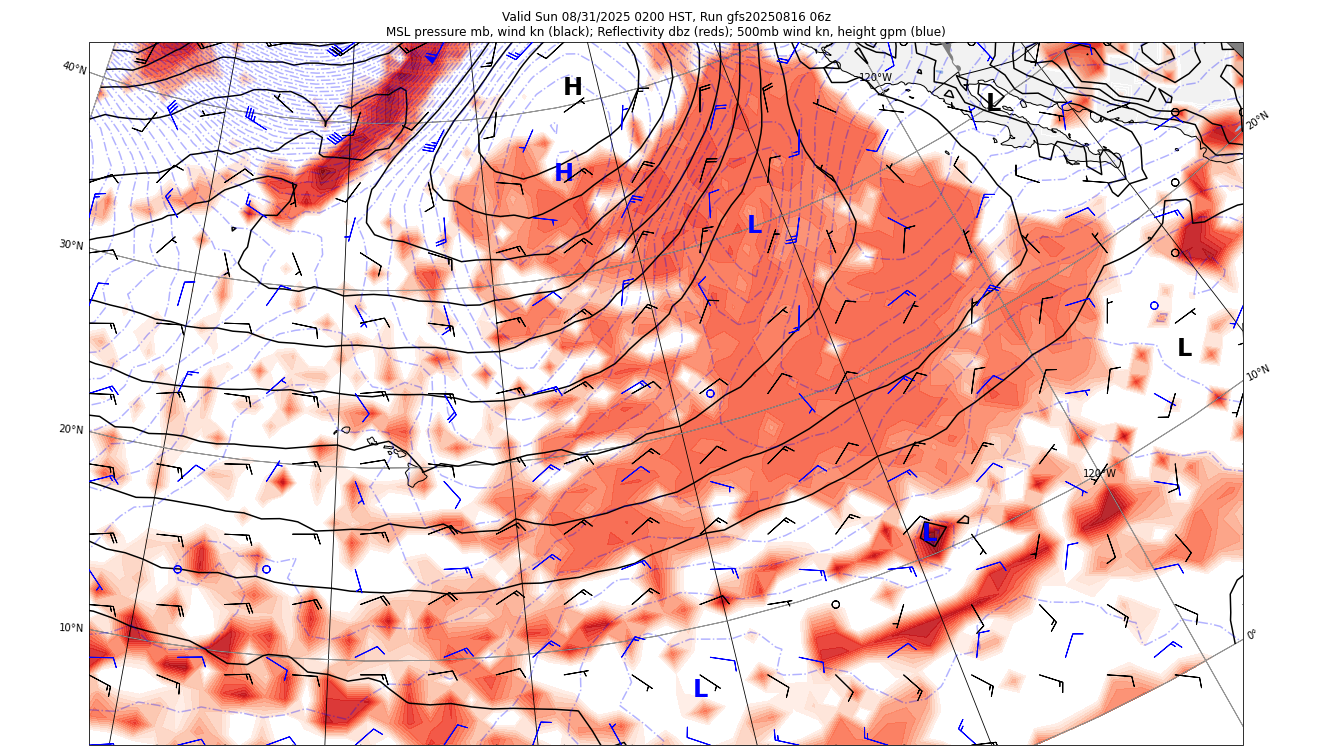 Valid Sun 08/31/2025 0200 HST, Run gfs20250816 06z
MSL pressure mb, wind kn (black); Reflectivity dbz (reds); 500mb wind kn, height gpm (blue)
40°N
120°W
H
L
20°N
H
L
30°N
L
10°N
20°N
120°W
L
10°N
0°
L